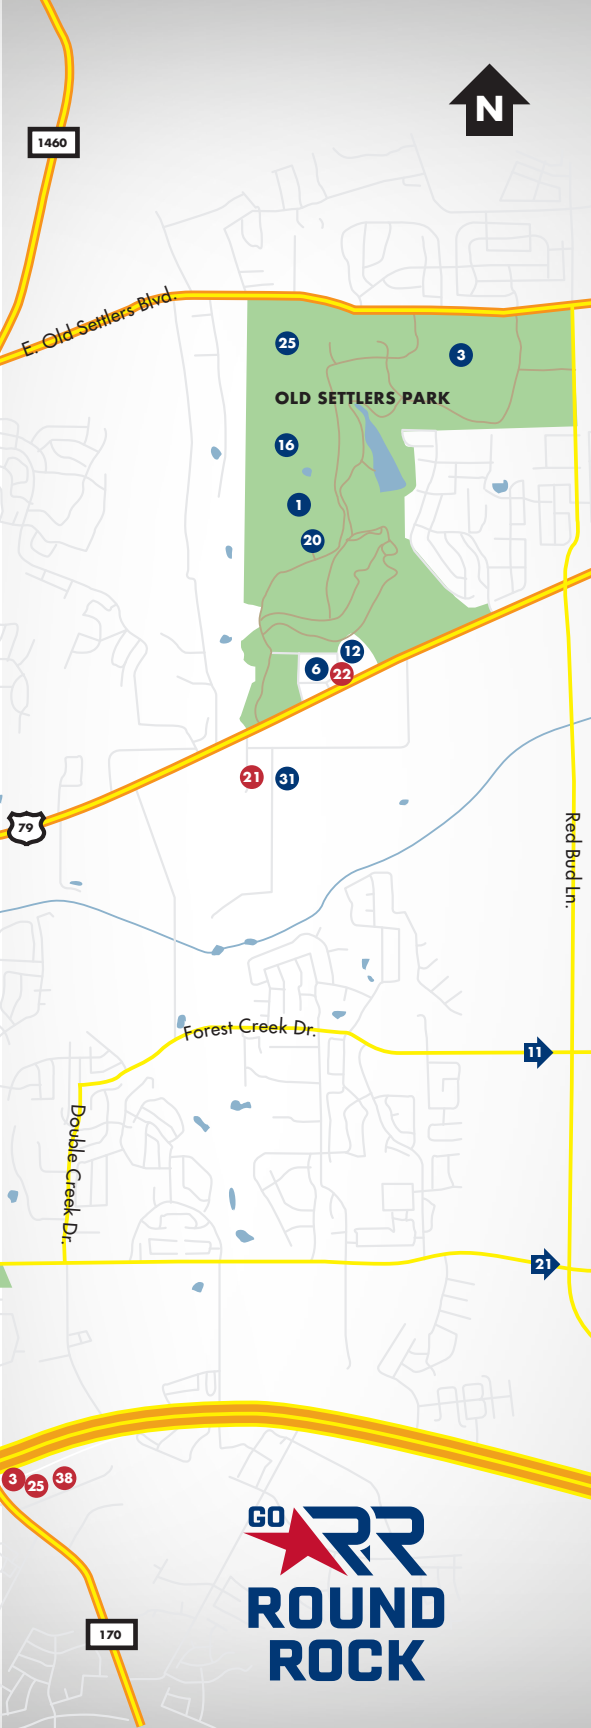 N
1460
E. Old Settlers Blvd.
25
3
OLD SETTLERS PARK
16
1
20
12
6
22
21
31
79
Red Bud Ln.
Forest Creek Dr.
11
Double Creek Dr.
21
3
25
38
GO
RR
ROUND
ROCK
170